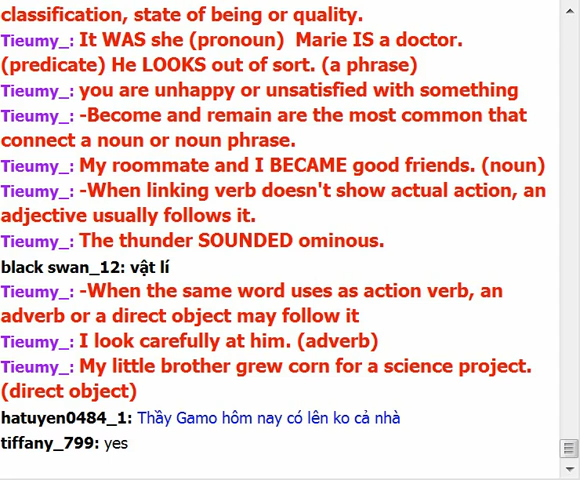 classification, state of being or quality.
Tieumy_: It WAS she (pronoun)  Marie IS a doctor.
(predicate) He LOOKS out of sort. (a phrase)
Tieumy_: you are unhappy or unsatisfied with something
Tieumy_: -Become and remain are the most common that
connect a noun or noun phrase.
Tieumy_: My roommate and I BECAME good friends. (noun)
Tieumy_: -When linking verb doesn't show actual action, an
adjective usually follows it.
Tieumy_: The thunder SOUNDED ominous.
black swan_12: vật lí
Tieumy_: -When the same word uses as action verb, an
adverb or a direct object may follow it
Tieumy_: I look carefully at him. (adverb)
Tieumy_: My little brother grew corn for a science project.
(direct object)
hatuyen0484_1: Thầy Gamo hôm nay có lên ko cả nhà
tiffany_799: yes